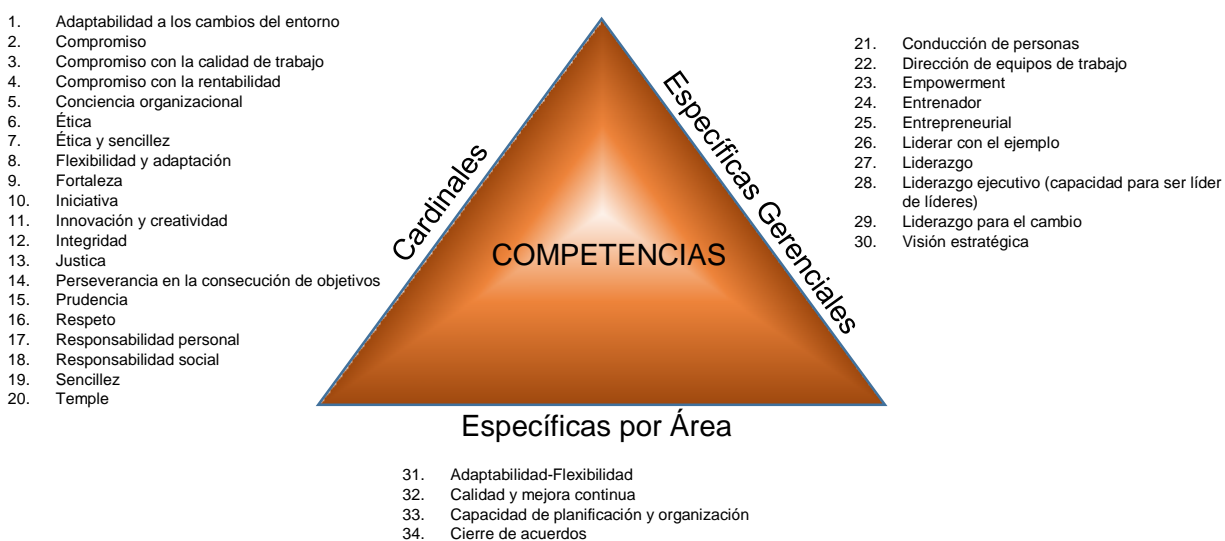 1. Adaptabilidad a los cambios del entorno
2. Compromiso
3. Compromiso con la calidad de trabajo
4. Compromiso con la rentabilidad
5. Conciencia organizacional
6. Ética
7. Ética y sencillez
8. Flexibilidad y adaptación
9. Fortaleza
10. Iniciativa
11. Innovación y creatividad
12. Integridad
13. Justica
14. Perseverancia en la consecución de objetivos
15. Prudencia
16. Respeto
17. Responsabilidad personal
18. Responsabilidad social
19. Sencillez
20. Temple
Cardinales
COMPETENCIAS
Específicas Gerenciales
21. Conducción de personas
22. Dirección de equipos de trabajo
23. Empowerment
24. Entrenador
25. Entrepreneurial
26. Liderar con el ejemplo
27. Liderazgo
28. Liderazgo ejecutivo (capacidad para ser líder
de líderes)
29. Liderazgo para el cambio
30. Visión estratégica
Específicas por Área
31. Adaptabilidad-Flexibilidad
32. Calidad y mejora continua
33. Capacidad de planificación y organización
34. Cierre de acuerdos